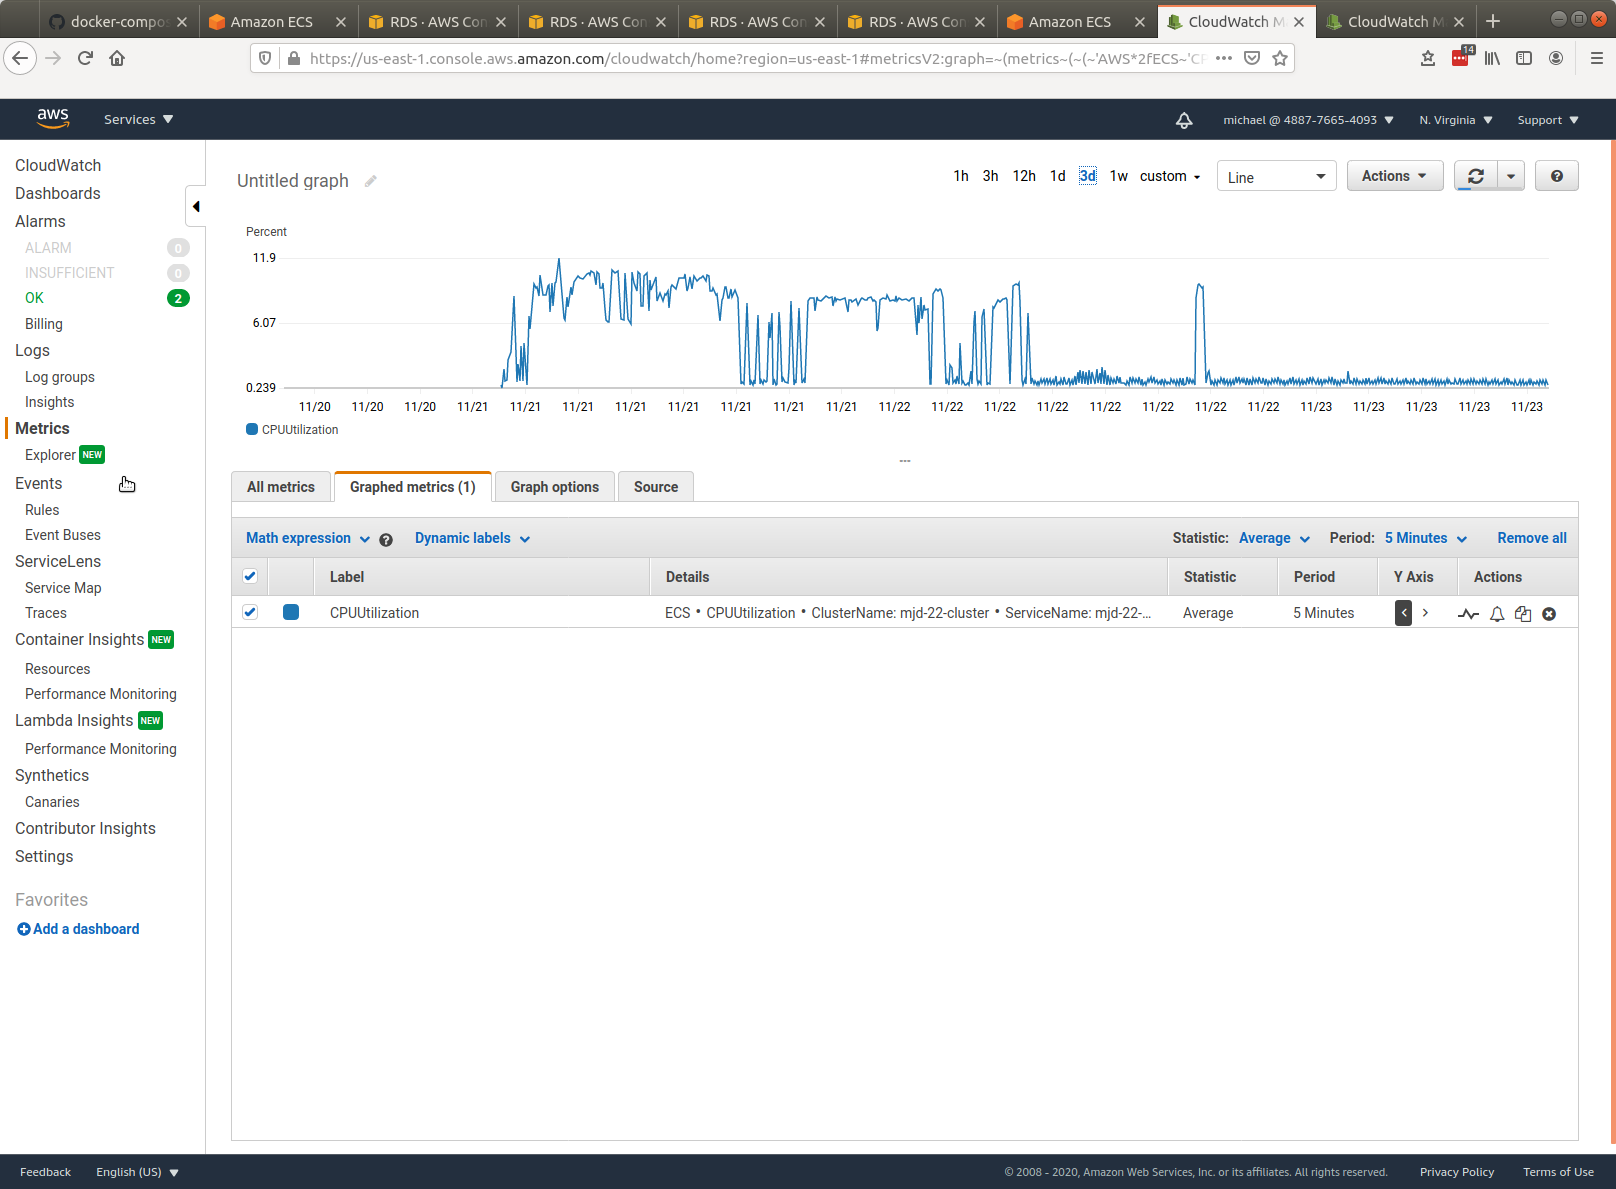 docker-compos
Amazon ECS
RDS · AWS Con
RDS · AWS Con
RDS · AWS Con
RDS · AWS Con
Amazon ECS
CloudWatch M
CloudWatch M
https://us-east-1.console.aws.amazon.com/cloudwatch/home?region=us-east-1#metricsV2:graph=~(metrics~(~(~'AWS*2fECS~'CP
14
aws
Services
michael @ 4887-7665-4093
N. Virginia
Support
CloudWatch
Dashboards
Alarms
ALARM 0
INSUFFICIENT 0
OK 2
Billing
Logs
Log groups
Insights
Metrics
Explorer NEW
Events
Rules
Event Buses
ServiceLens
Service Map
Traces
Container Insights NEW
Resources
Performance Monitoring
Lambda Insights NEW
Performance Monitoring
Synthetics
Canaries
Contributor Insights
Settings
Favorites
Add a dashboard
Untitled graph
1h 3h 12h 1d 3d 1w custom
Line
Actions
Percent
11.9
6.07
0.239
11/20 11/20 11/20 11/21 11/21 11/21 11/21 11/21 11/21 11/21 11/21 11/22 11/22 11/22 11/22 11/22 11/22 11/22 11/22 11/23 11/23 11/23 11/23 11/23
CPUUtilization
All metrics
Graphed metrics (1)
Graph options
Source
Math expression
Dynamic labels
Statistic: Average
Period: 5 Minutes
Remove all
Label Details Statistic Period Y Axis Actions
CPUUtilization ECS • CPUUtilization • ClusterName: mjd-22-cluster • ServiceName: mjd-22-... Average 5 Minutes
Feedback
English (US)
© 2008 - 2020, Amazon Web Services, Inc. or its affiliates. All rights reserved.
Privacy Policy
Terms of Use